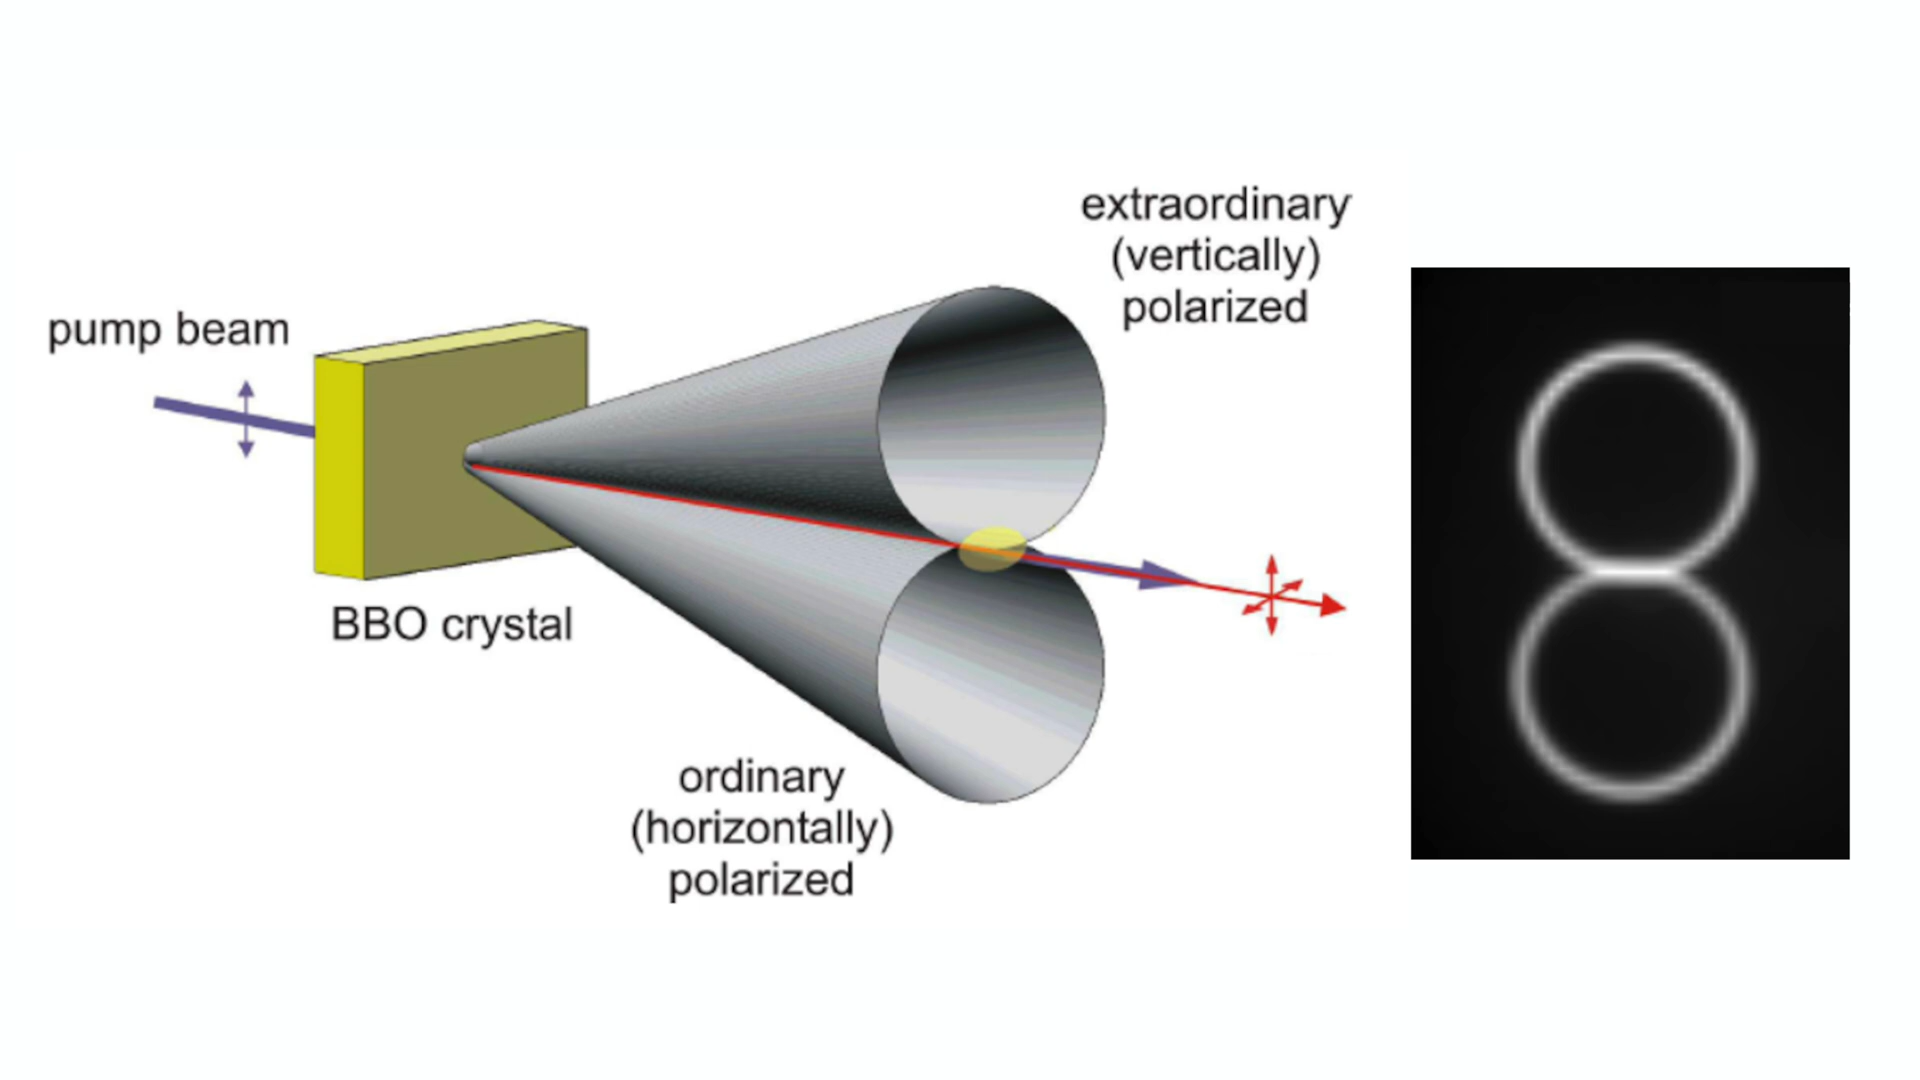 pump beam
BBO crystal
extraordinary
(vertically)
polarized
ordinary
(horizontally)
polarized